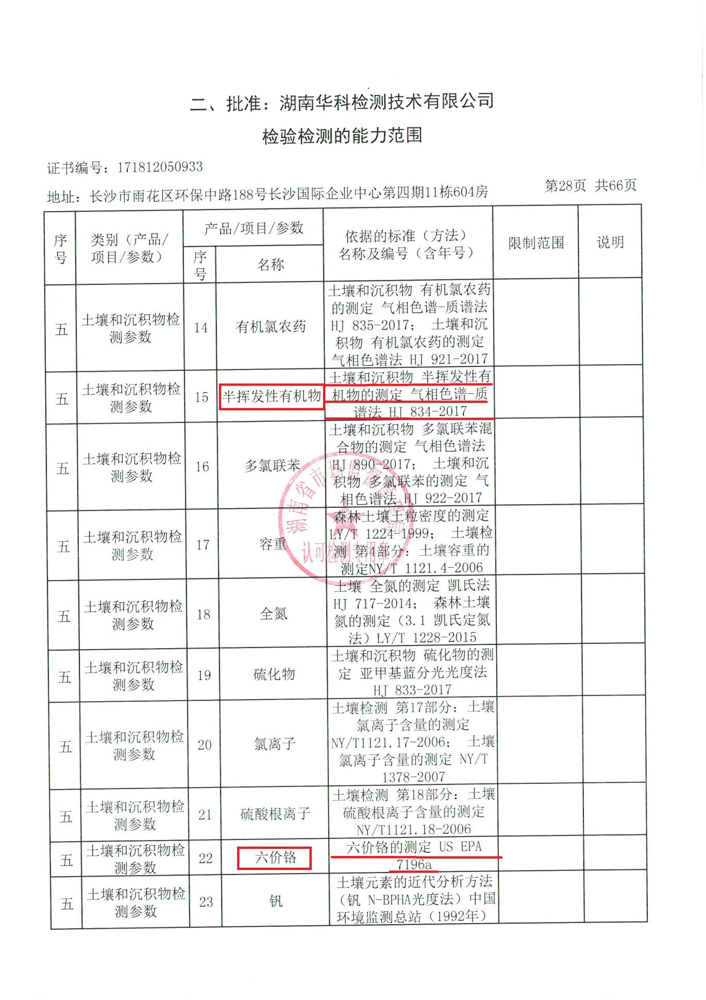 二、批准：湖南华科检测技术有限公司
检验检测的能力范围
证书编号：171812050933
地址：长沙市雨花区环保中路188号长沙国际企业中心第四期11栋604房
第28页 共66页
序
号
类别（产品/
项目/参数）
产品/项目/参数
序
号
名称
依据的标准（方法）
名称及编号（含年号）
限制范围
说明
五
土壤和沉积物检
测参数
14
有机氯农药
土壤和沉积物 有机氯农药
的测定 气相色谱-质谱法
HJ 835-2017； 土壤和沉
积物 有机氯农药的测定
气相色谱法 HJ 921-2017
五
土壤和沉积物检
测参数
15
半挥发性有机物
土壤和沉积物 半挥发性有
机物的测定 气相色谱-质
谱法 HJ 834-2017
五
土壤和沉积物检
测参数
16
多氯联苯
土壤和沉积物 多氯联苯混
合物的测定 气相色谱法
HJ 890-2017； 土壤和沉
积物 多氯联苯的测定 气
相色谱法 HJ 922-2017
五
土壤和沉积物检
测参数
17
容重
森林土壤土粒密度的测定
LY/T 1224-1999； 土壤检
测 第4部分：土壤容重的
测定NY/T 1121.4-2006
五
土壤和沉积物检
测参数
18
全氮
土壤 全氮的测定 凯氏法
HJ 717-2014； 森林土壤
氮的测定（3.1 凯氏定氮
法）LY/T 1228-2015
五
土壤和沉积物检
测参数
19
硫化物
土壤和沉积物 硫化物的测
定 亚甲基蓝分光光度法
HJ 833-2017
五
土壤和沉积物检
测参数
20
氯离子
土壤检测 第17部分：土壤
氯离子含量的测定
NY/T1121.17-2006； 土壤
氯离子含量的测定 NY/T
1378-2007
五
土壤和沉积物检
测参数
21
硫酸根离子
土壤检测 第18部分：土壤
硫酸根离子含量的测定
NY/T1121.18-2006
五
土壤和沉积物检
测参数
22
六价铬
六价铬的测定 US EPA
7196a
五
土壤和沉积物检
测参数
23
钒
土壤元素的近代分析方法
（钒 N-BPHA光度法）中国
环境监测总站（1992年）
湖南省市场监督管理局
认可检测专用章